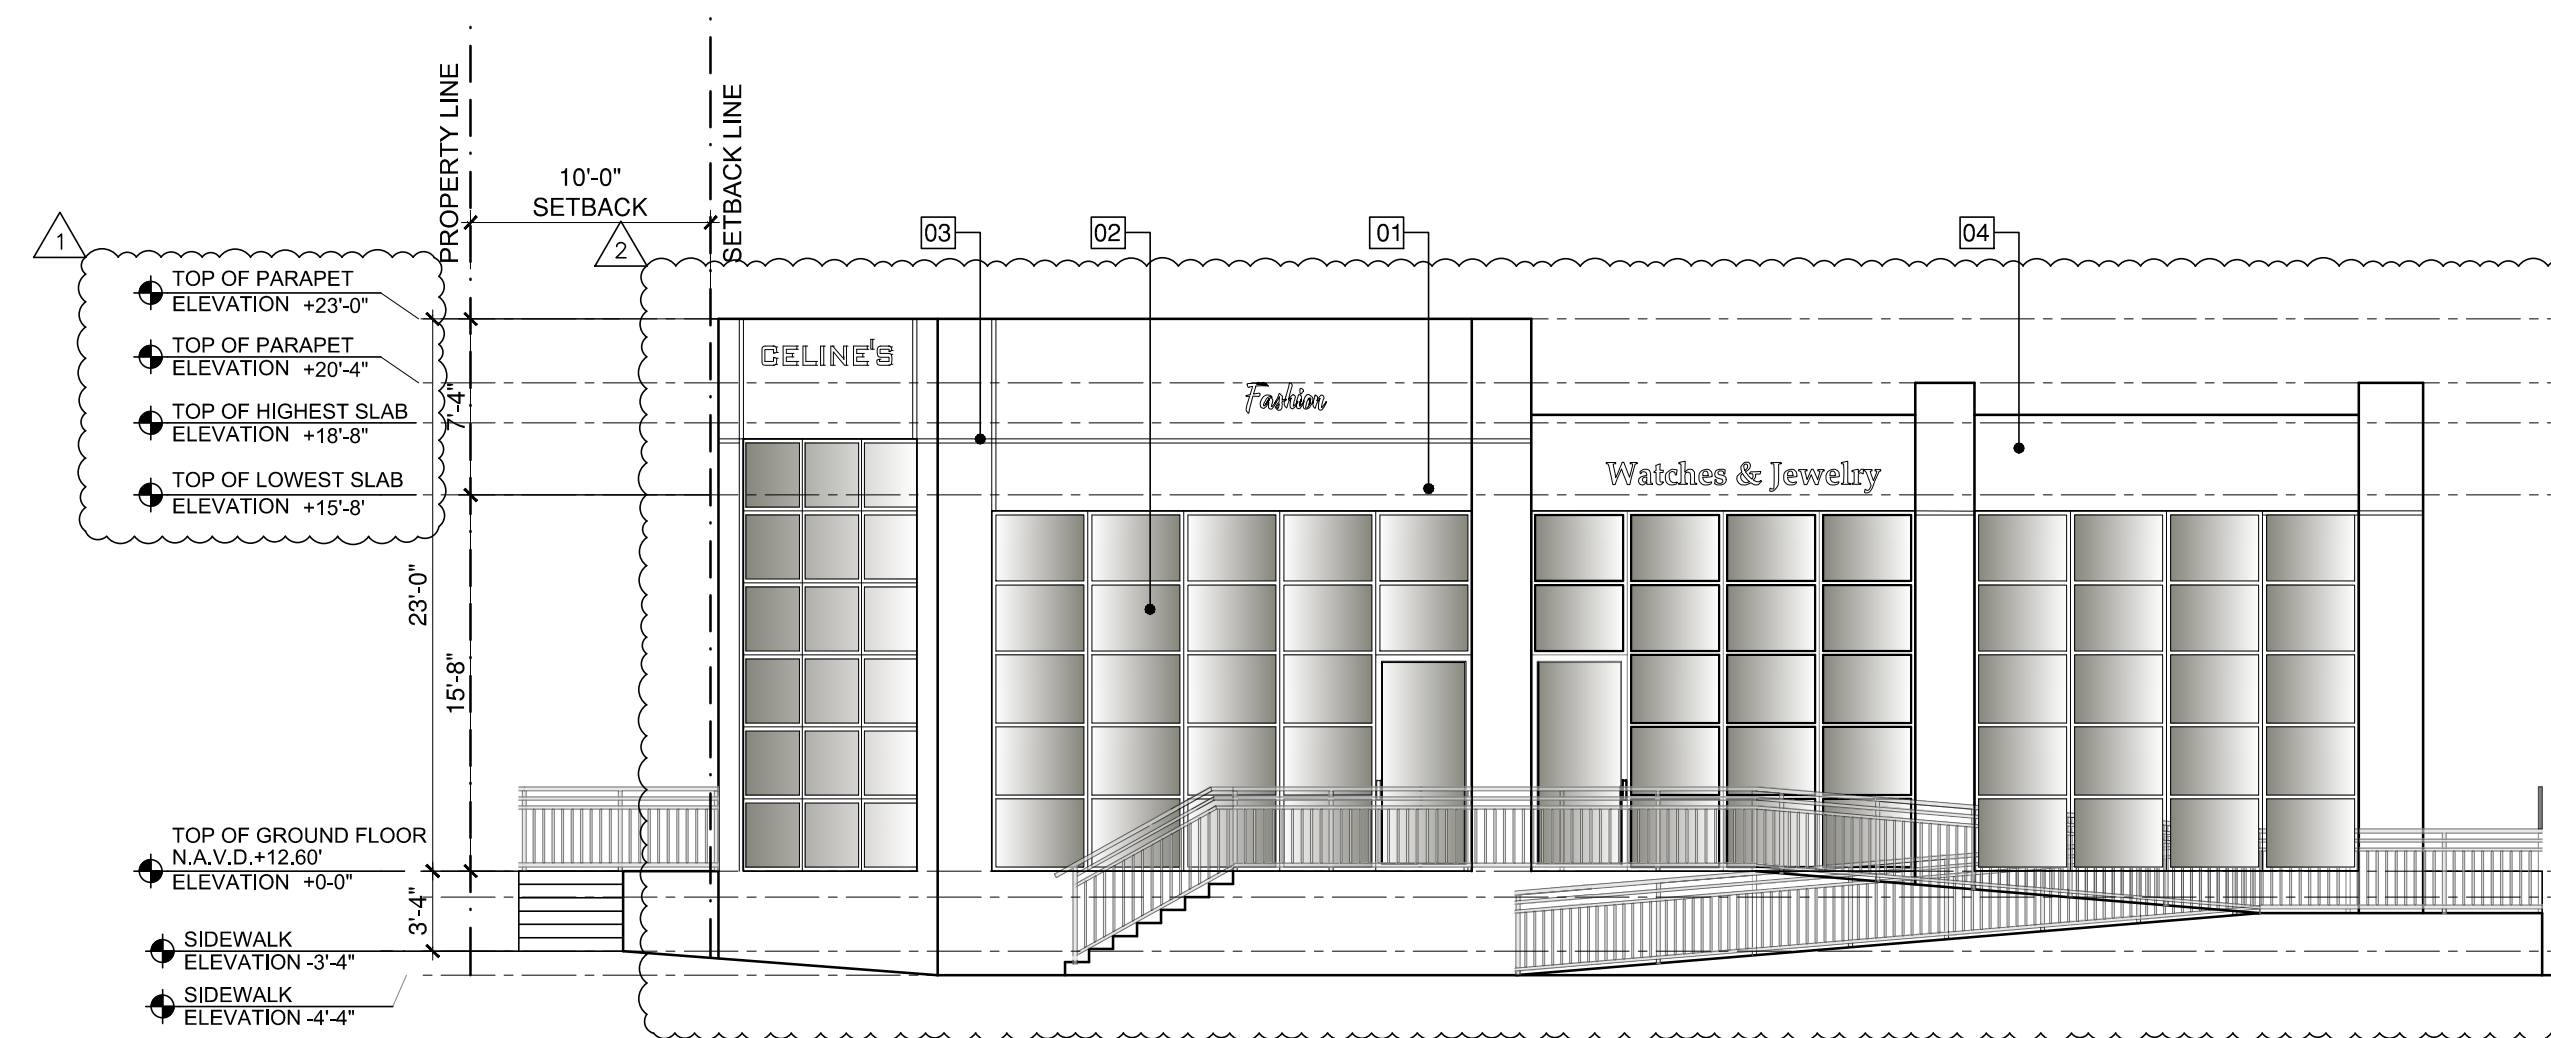 PROPERTY LINE
SETBACK LINE
10'-0"
SETBACK
1
2
03
02
01
04
TOP OF PARAPET
ELEVATION +23'-0"
TOP OF PARAPET
ELEVATION +20'-4"
TOP OF HIGHEST SLAB
ELEVATION +18'-8"
TOP OF LOWEST SLAB
ELEVATION +15'-8'
7'-4"
23'-0"
15'-8"
3'-4"
CELINE'S
Fashion
Watches & Jewelry
TOP OF GROUND FLOOR
N.A.V.D.+12.60'
ELEVATION +0-0"
SIDEWALK
ELEVATION -3'-4"
SIDEWALK
ELEVATION -4'-4"